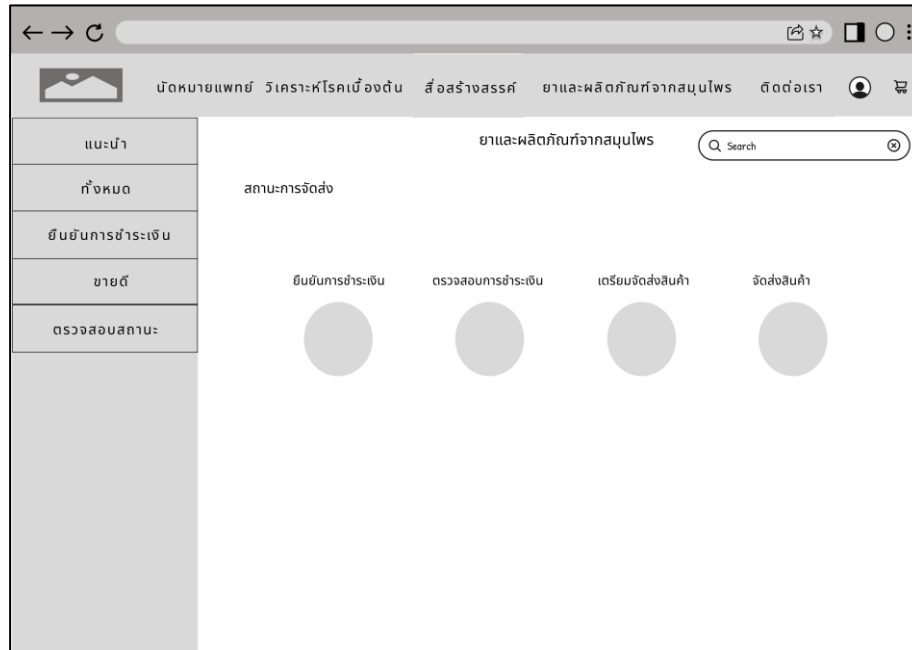 นัดหมายแพทย์ วิเคราะห์โรคเบื้องต้น สื่อสร้างสรรค์ ยาและผลิตภัณฑ์จากสมุนไพร ติดต่อเรา
แนะนำ
ทั้งหมด
ยืนยันการชำระเงิน
ขายดี
ตรวจสอบสถานะ
ยาและผลิตภัณฑ์จากสมุนไพร
Search
สถานะการจัดส่ง
ยืนยันการชำระเงิน ตรวจสอบการชำระเงิน เตรียมจัดส่งสินค้า จัดส่งสินค้า